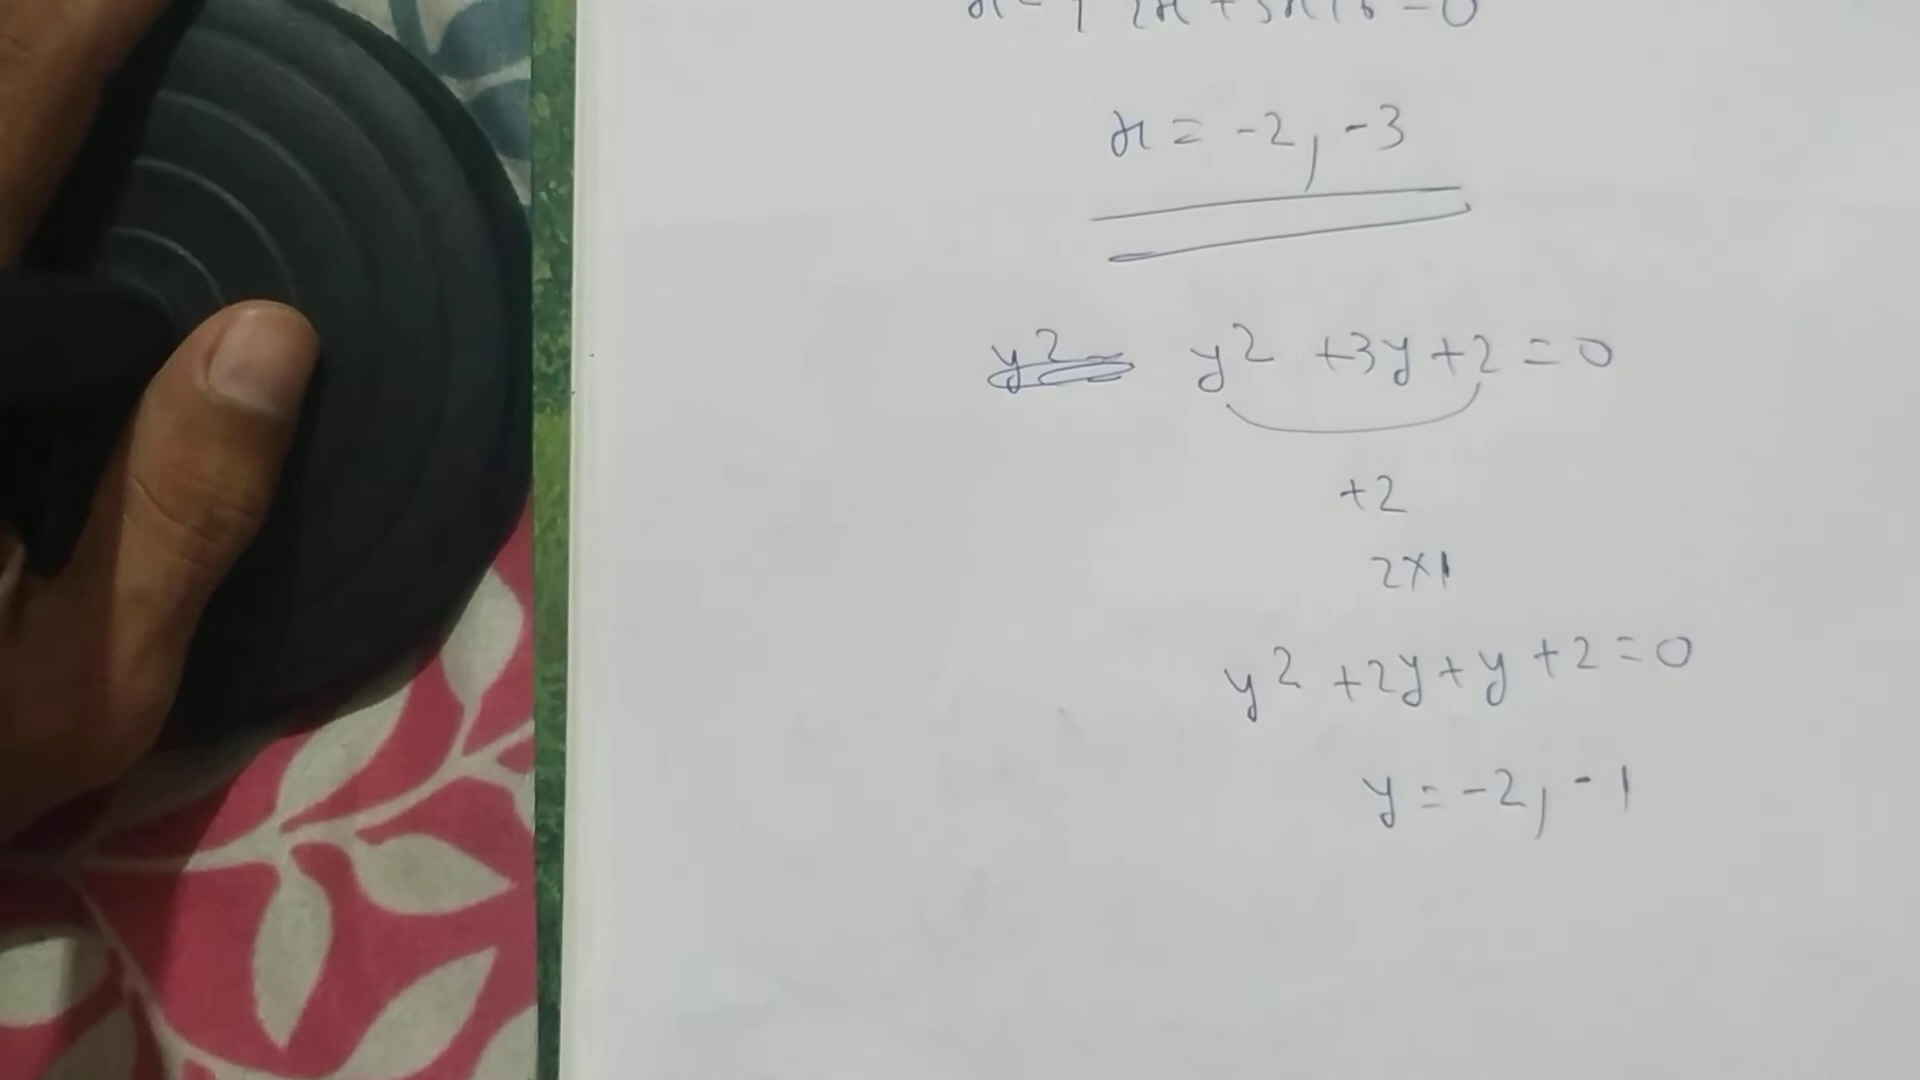 x = -2, -3
y2 y2 +3y+2=0
+2
2×1
y2 +2y+y+2=0
y=-2, -1